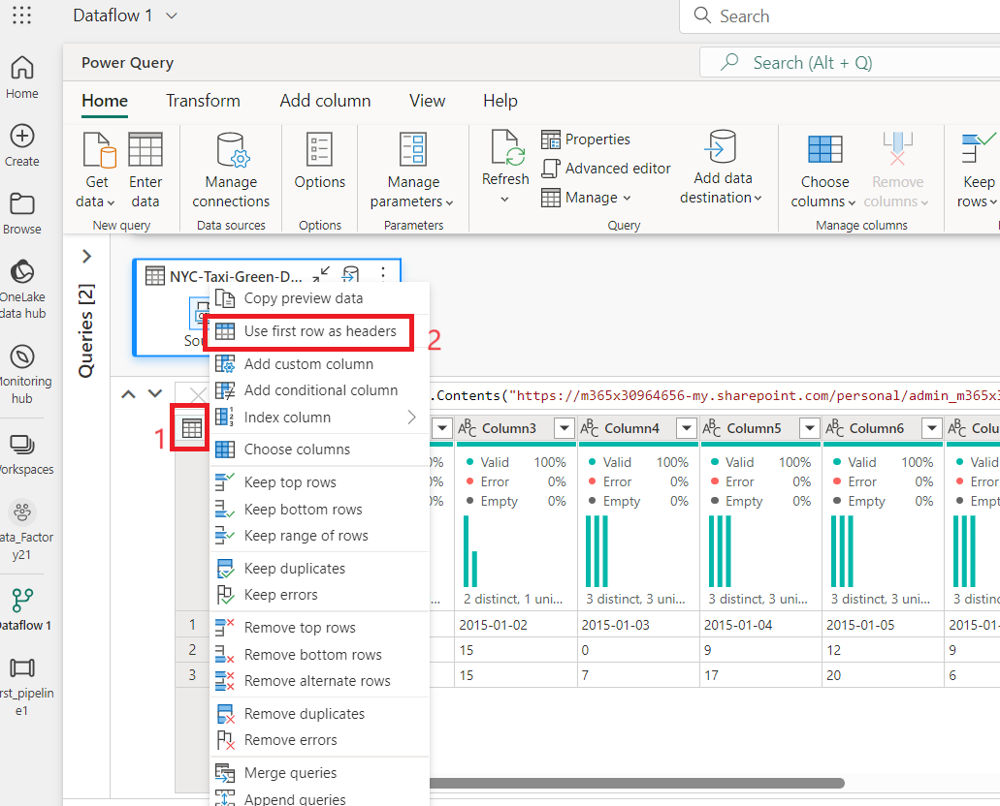 Dataflow 1
Search
Home
Create
Browse
OneLake
data hub
Monitoring
hub
Workspaces
Data_Factor
y21
Dataflow 1
rst_pipelin
e1
Power Query
Search (Alt + Q)
Home
Transform
Add column
View
Help
Get
data
Enter
data
New query
Manage
connections
Data sources
Options
Options
Manage
parameters
Parameters
Refresh
Properties
Advanced editor
Manage
Add data
destination
Query
Choose
columns
Remove
columns
Manage columns
Keep
rows
Queries [2]
NYC-Taxi-Green-D...
Sou
Copy preview data
Use first row as headers
2
Add custom column
Add conditional column
Index column
Choose columns
Keep top rows
Keep bottom rows
Keep range of rows
Keep duplicates
Keep errors
Remove top rows
Remove bottom rows
Remove alternate rows
Remove duplicates
Remove errors
Merge queries
Append queries
1
.Contents("https://m365x30964656-my.sharepoint.com/personal/admin_m365x3
Column3
Column4
Column5
Column6
Colu
0% Valid 100% Valid 100% Valid 100% Valid 100% Valid
0% Error 0% Error 0% Error 0% Error 0% Error
0% Empty 0% Empty 0% Empty 0% Empty 0% Empt
... 2 distinct, 1 uni... 3 distinct, 3 uni... 3 distinct, 3 uni... 3 distinct, 3 uni... 3 distin
1 2015-01-02 2015-01-03 2015-01-04 2015-01-05 2015-01-
2 15 0 9 12 9
3 15 7 17 20 6